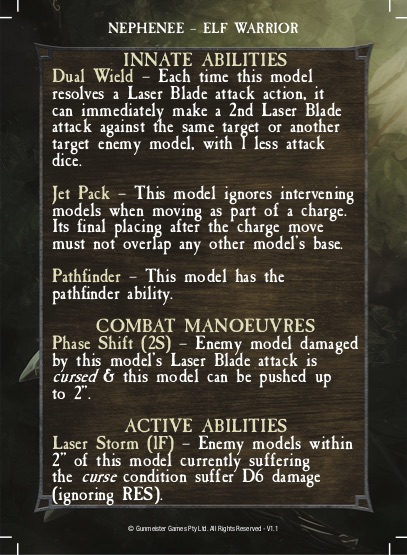 NEPHENEE – ELF WARRIOR
INNATE ABILITIES
Dual Wield – Each time this model
resolves a Laser Blade attack action, it
can immediately make a 2nd Laser Blade
attack against the same target or another
target enemy model, with 1 less attack
dice.
Jet Pack – This model ignores intervening
models when moving as part of a charge.
Its final placing after the charge move
must not overlap any other model's base.
Pathfinder – This model has the
pathfinder ability.
COMBAT MANOEUVRES
Phase Shift (2S) – Enemy model damaged
by this model's Laser Blade attack is
cursed & this model can be pushed up
to 2".
ACTIVE ABILITIES
Laser Storm (1F) – Enemy models within
2" of this model currently suffering
the curse condition suffer D6 damage
(ignoring RES).
© Gunmeister Games Pty Ltd. All Rights Reserved - V1.1